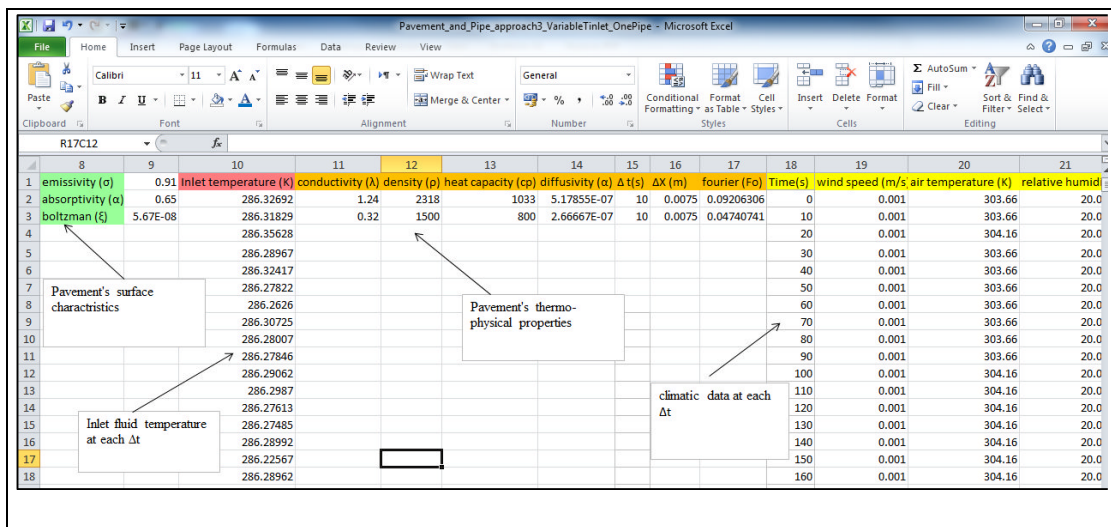 Pavement_and_Pipe_approach3_VariableTinlet_OnePipe - Microsoft Excel
File Home Insert Page Layout Formulas Data Review View
Calibri 11 Wrap Text General Σ AutoSum
Paste B I U Merge & Center % , Conditional Format Cell Insert Delete Format Fill Sort & Find &
Formatting as Table Styles Clear Filter Select
Clipboard Font Alignment Number Styles Cells Editing
R17C12 fx
8 9 10 11 12 13 14 15 16 17 18 19 20 21
1 emissivity (σ) 0.91 Inlet temperature (K) conductivity (λ) density (ρ) heat capacity (cp) diffusivity (α) Δ t(s) ΔX (m) fourier (Fo) Time(s) wind speed (m/s air temperature (K) relative humidi
2 absorptivity (α) 0.65 286.32692 1.24 2318 1033 5.17855E-07 10 0.0075 0.09206306 0 0.001 303.66 20.0
3 boltzman (ξ) 5.67E-08 286.31829 0.32 1500 800 2.66667E-07 10 0.0075 0.04740741 10 0.001 303.66 20.0
4 286.35628 20 0.001 304.16 20.0
5 286.28967 30 0.001 303.66 20.0
6 286.32417 40 0.001 303.66 20.0
7 286.27822 50 0.001 303.66 20.0
8 286.2626 60 0.001 303.66 20.0
9 286.30725 70 0.001 303.66 20.0
10 286.28007 80 0.001 303.66 20.0
11 286.27846 90 0.001 303.66 20.0
12 286.29062 100 0.001 304.16 20.0
13 286.2987 110 0.001 304.16 20.0
14 286.27613 120 0.001 304.16 20.0
15 286.27485 130 0.001 304.16 20.0
16 286.28992 140 0.001 304.16 20.0
17 286.22567 150 0.001 304.16 20.0
18 286.28962 160 0.001 304.16 20.0
Pavement's surface
charactristics
Pavement's thermo-
physical properties
climatic data at each
Δt
Inlet fluid temperature
at each Δt